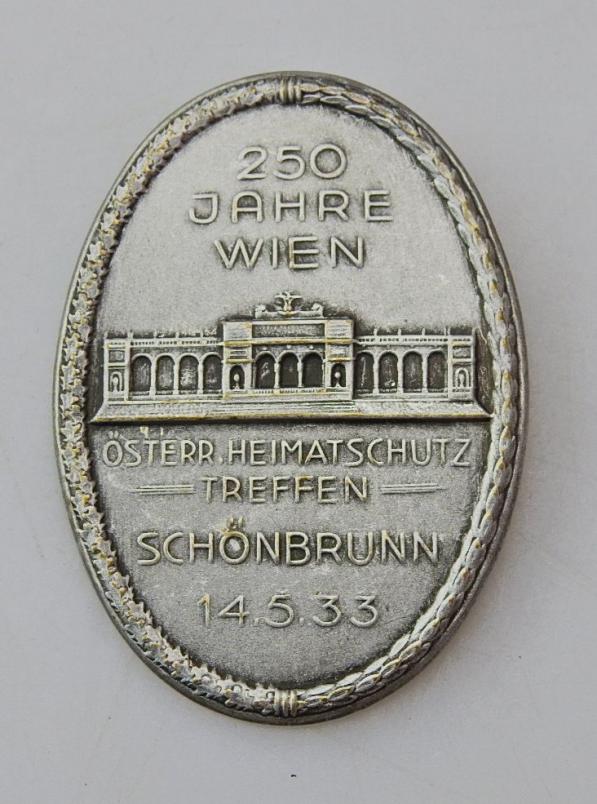 250
JAHRE
WIEN
ÖSTERR. HEIMATSCHUTZ
TREFFEN
SCHÖNBRUNN
14.5.33